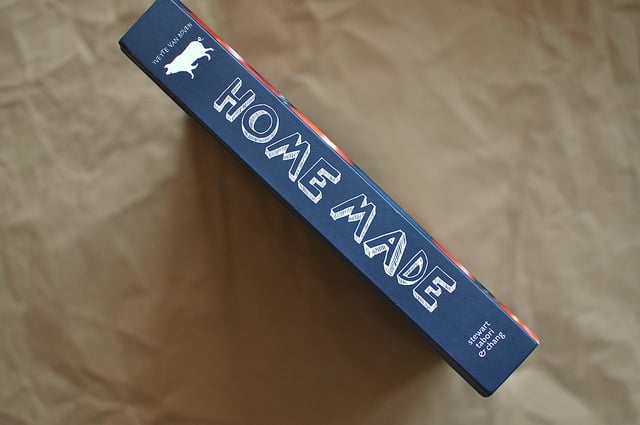 YVETTE VAN BOVEN
HOME MADE
stewart
tabori
& chang